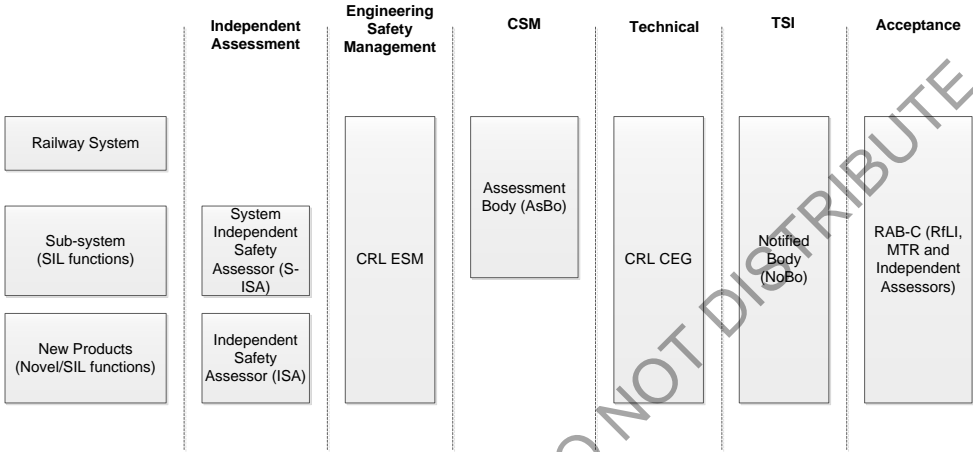 Independent
Assessment
Engineering
Safety
Management
CSM
Technical
TSI
Acceptance
Railway System
Sub-system
(SIL functions)
System
Independent
Safety
Assessor (S-
ISA)
New Products
(Novel/SIL functions)
Independent
Safety
Assessor (ISA)
CRL ESM
Assessment
Body (AsBo)
CRL CEG
Notified
Body
(NoBo)
RAB-C (RfLI,
MTR and
Independent
Assessors)
O NOT DISTRIBUTE